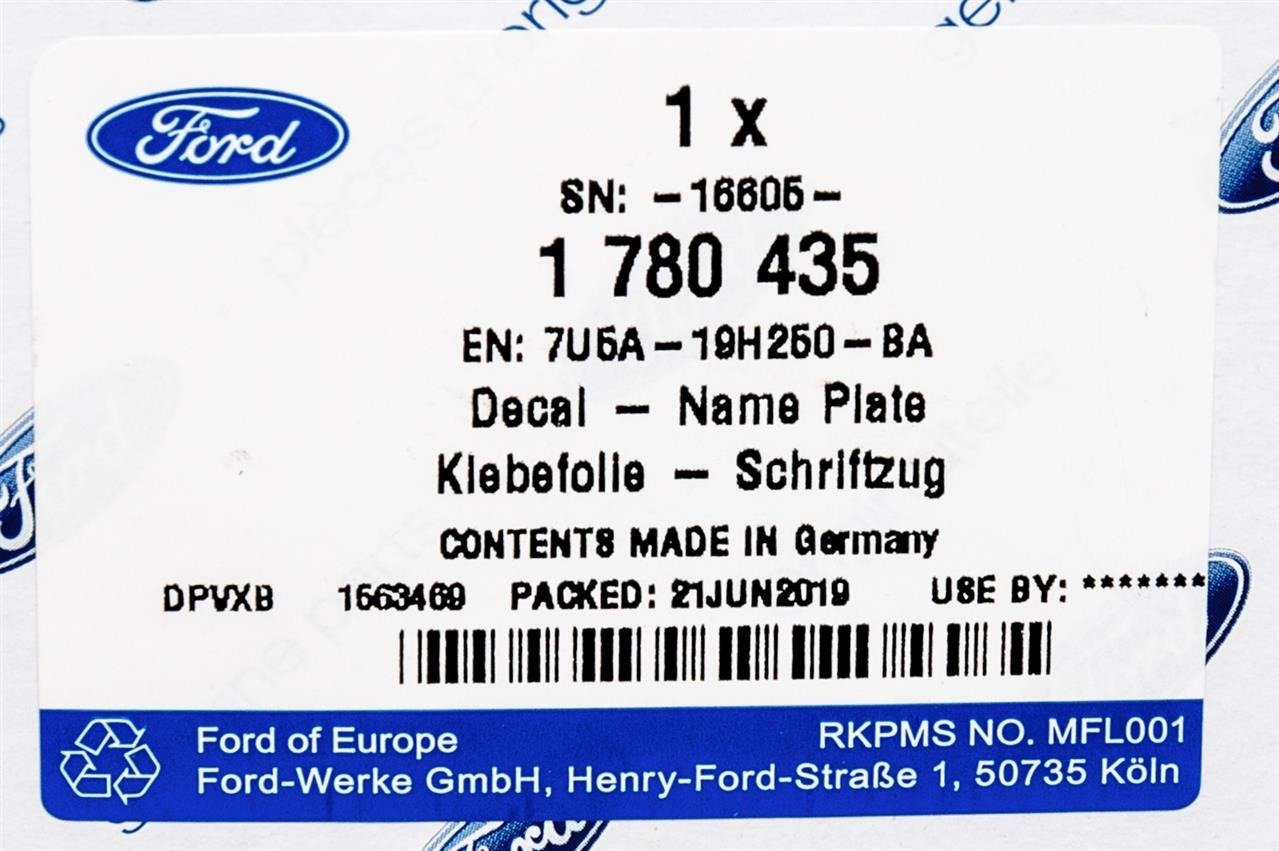 Ford
1 x
SN: -16605-
1 780 435
EN: 7U5A-19H250-BA
Decal - Name Plate
Klebefolie - Schriftzug
CONTENTS MADE IN Germany
DPVXB 1563469 PACKED: 21JUN2019 USE BY: *******
Ford of Europe
RKPMS NO. MFL001
Ford-Werke GmbH, Henry-Ford-Straße 1, 50735 Köln